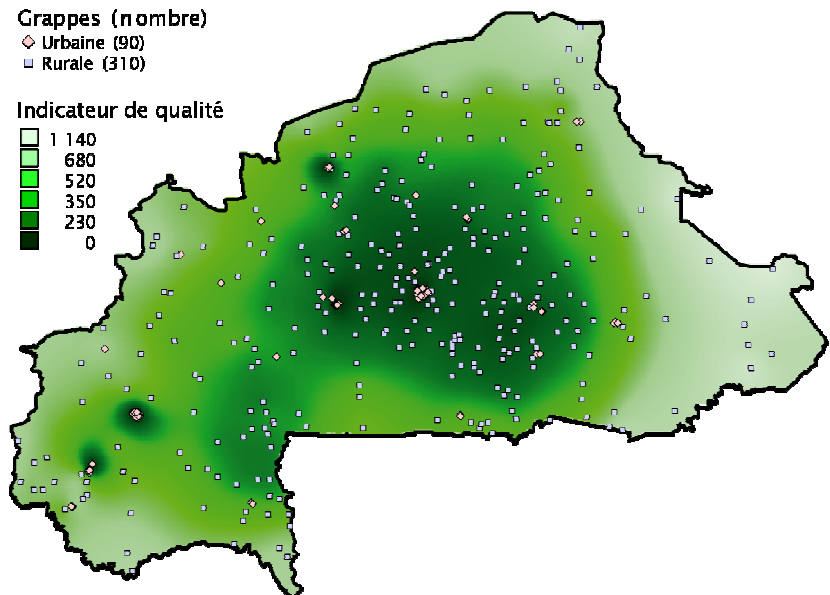 Grappes (nombre)
Urbaine (90)
Rurale (310)
Indicateur de qualité
1 140
680
520
350
230
0